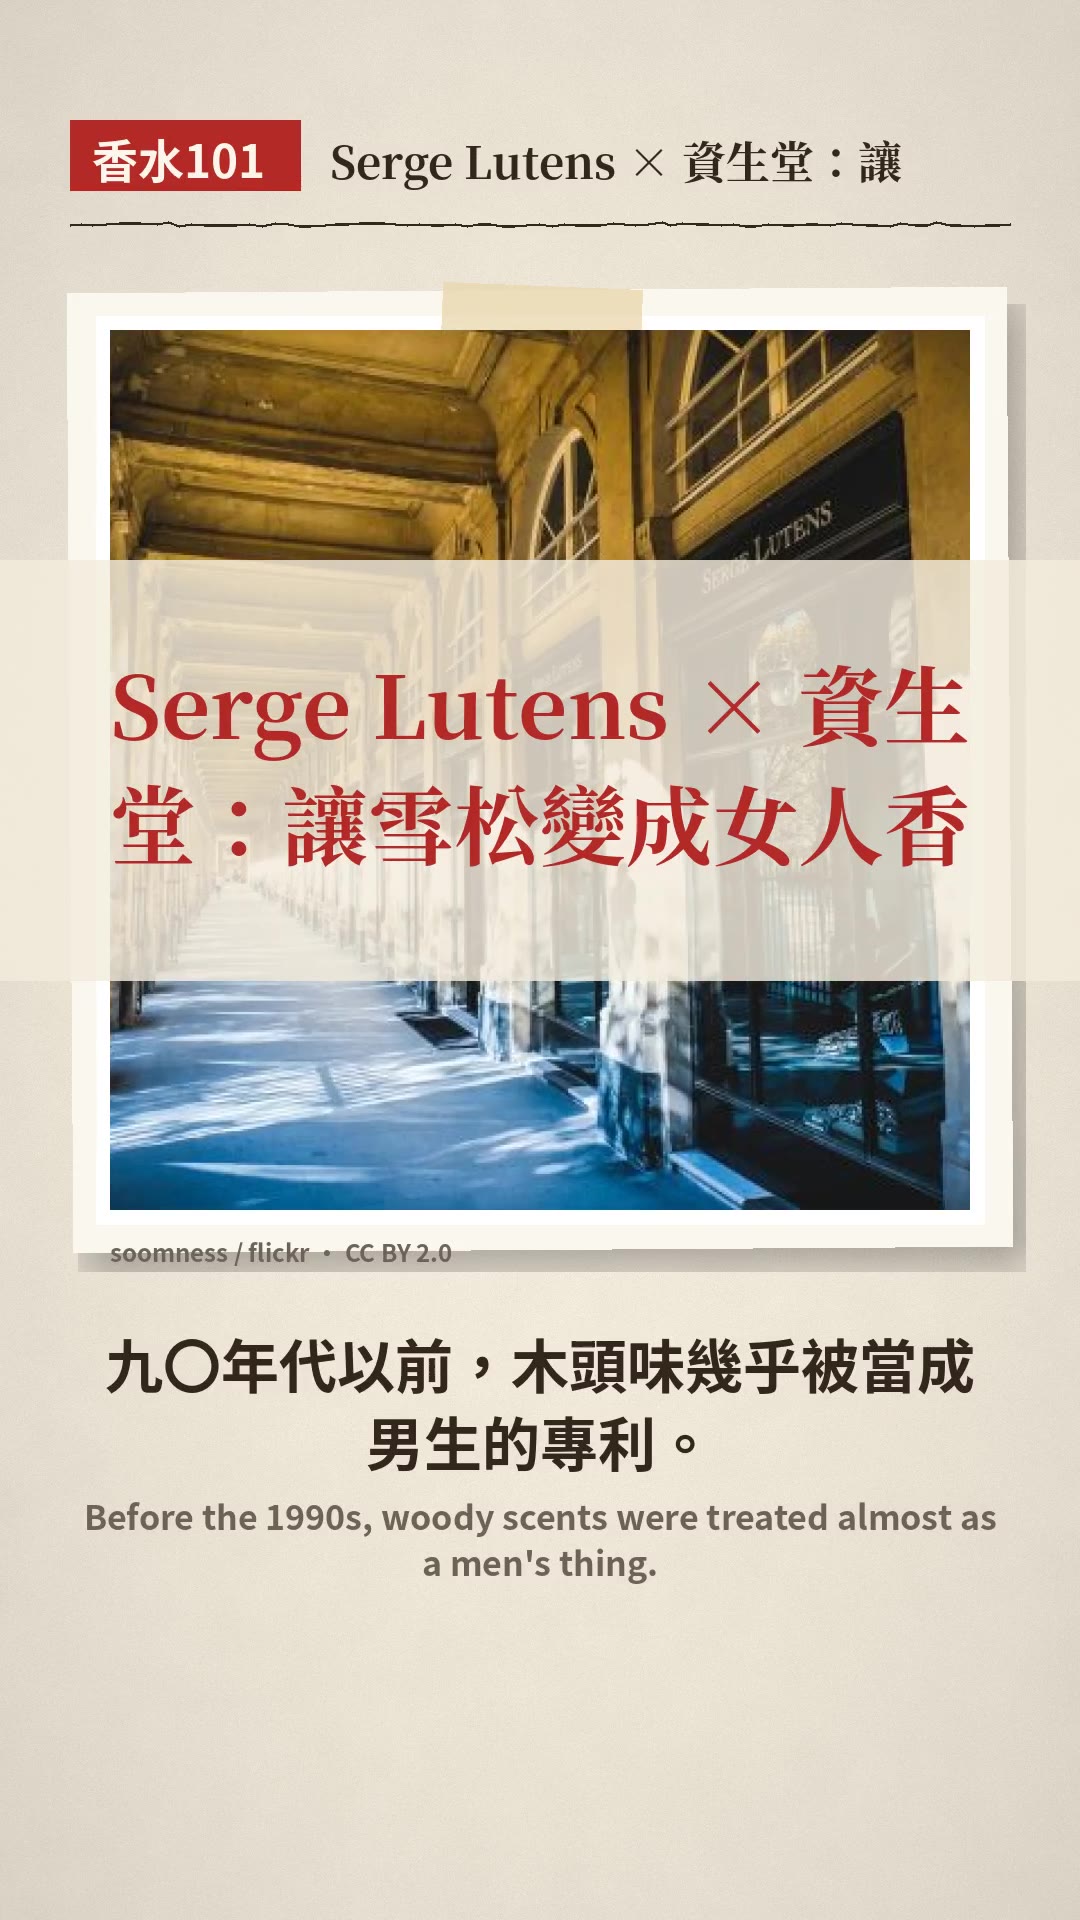 香水101 Serge Lutens × 資生堂：讓
SERGE LUTENS
Serge Lutens × 資生
堂：讓雪松變成女人香
soomness / flickr ・ CC BY 2.0
九〇年代以前，木頭味幾乎被當成
男生的專利。
Before the 1990s, woody scents were treated almost as
a men's thing.